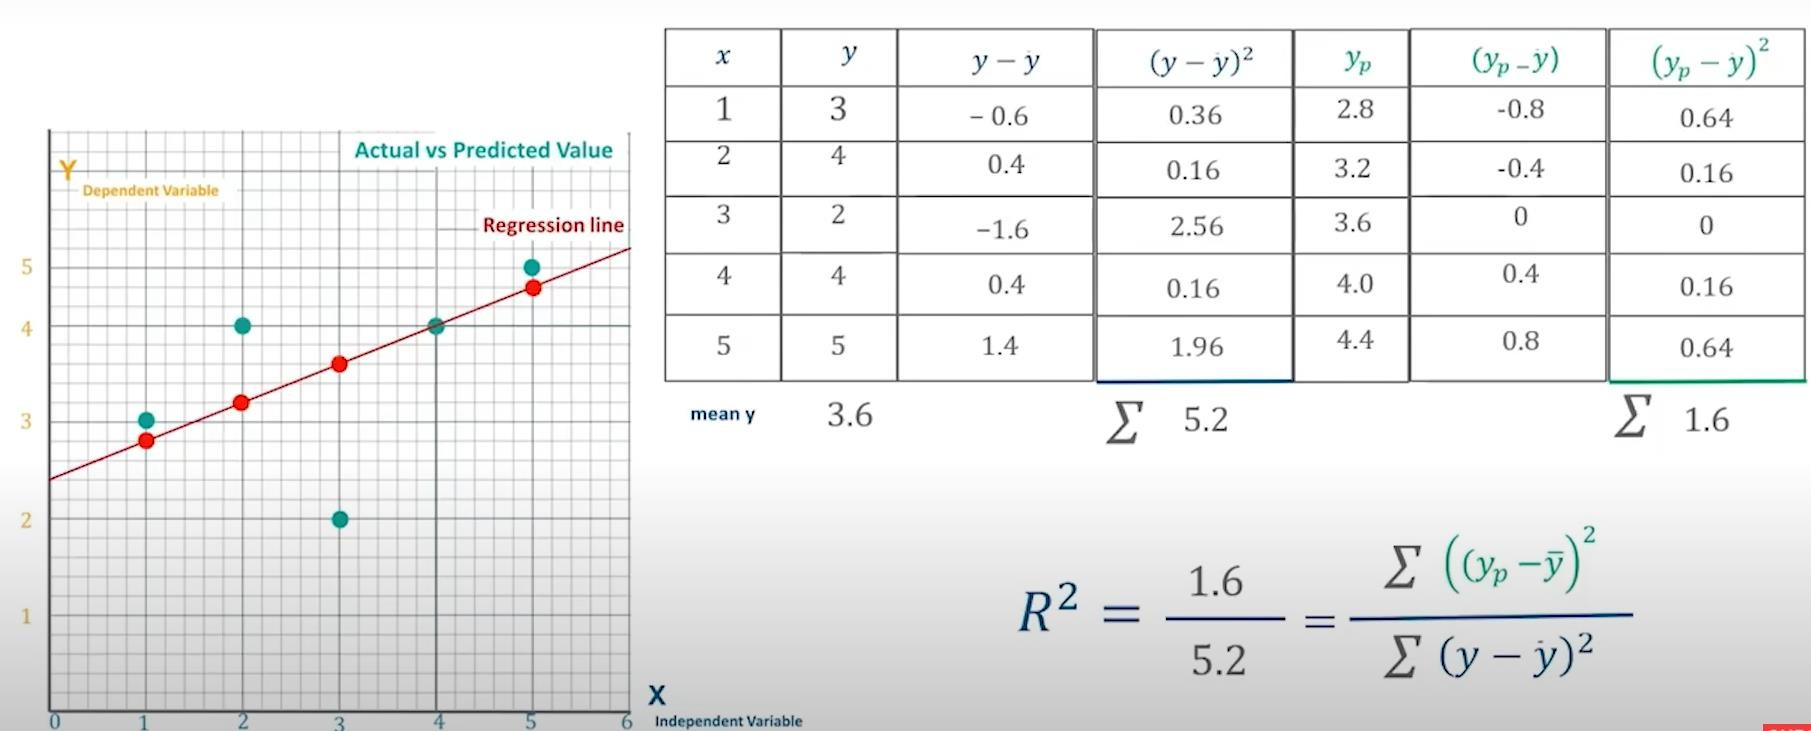 Actual vs Predicted Value
Y
Dependent Variable
Regression line
5
4
3
2
1
0 1 2 3 4 5 6
X
Independent Variable
x y y − ẏ (y − ẏ)² yₚ (yₚ − ẏ) (yₚ − ẏ)²
1 3 − 0.6 0.36 2.8 -0.8 0.64
2 4 0.4 0.16 3.2 -0.4 0.16
3 2 −1.6 2.56 3.6 0 0
4 4 0.4 0.16 4.0 0.4 0.16
5 5 1.4 1.96 4.4 0.8 0.64
mean y 3.6 Σ 5.2 Σ 1.6
R² = 1.6 / 5.2 = Σ ((yₚ − ȳ)² / Σ (y − ẏ)²